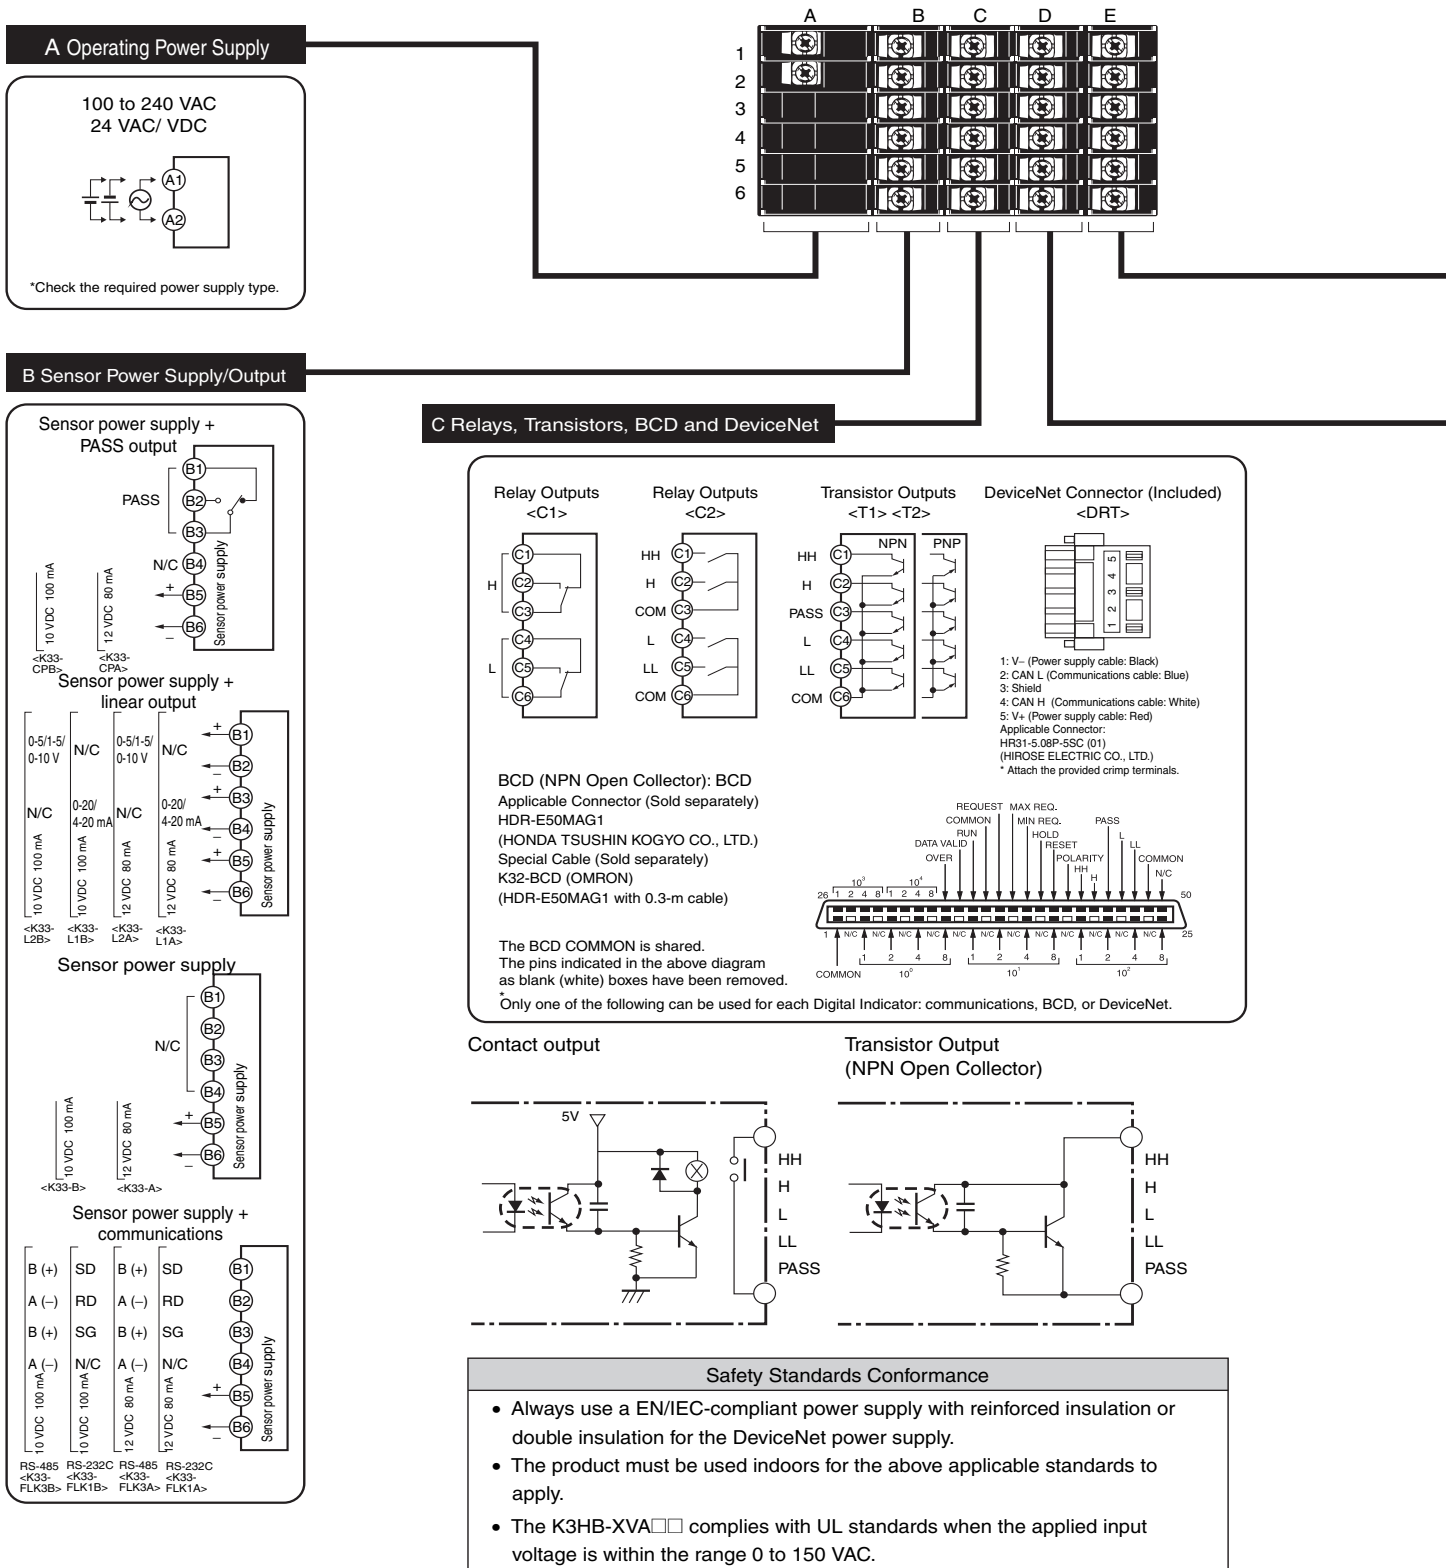 A B C D E
1
2
3
4
5
6
A Operating Power Supply
100 to 240 VAC
24 VAC/ VDC
A1
A2
*Check the required power supply type.
B Sensor Power Supply/Output
Sensor power supply +
PASS output
PASS
N/C
+
−
B1
B2
B3
B4
B5
B6
Sensor power supply
10 VDC 100 mA
12 VDC 80 mA
<K33-
CPB>
<K33-
CPA>
Sensor power supply +
linear output
0-5/1-5/
0-10 V
N/C
0-5/1-5/
0-10 V
N/C
N/C
0-20/
4-20 mA
N/C
0-20/
4-20 mA
10 VDC 100 mA
10 VDC 100 mA
12 VDC 80 mA
12 VDC 80 mA
+
−
+
−
+
−
B1
B2
B3
B4
B5
B6
Sensor power supply
<K33-
L2B>
<K33-
L1B>
<K33-
L2A>
<K33-
L1A>
Sensor power supply
N/C
+
−
B1
B2
B3
B4
B5
B6
Sensor power supply
10 VDC 100 mA
12 VDC 80 mA
<K33-B>
<K33-A>
Sensor power supply +
communications
B (+) SD B (+) SD B1
A (−) RD A (−) RD B2
B (+) SG B (+) SG B3
A (−) N/C A (−) N/C B4
10 VDC 100 mA
10 VDC 100 mA
12 VDC 80 mA
12 VDC 80 mA
+
−
B5
B6
Sensor power supply
RS-485
<K33-
FLK3B>
RS-232C
<K33-
FLK1B>
RS-485
<K33-
FLK3A>
RS-232C
<K33-
FLK1A>
C Relays, Transistors, BCD and DeviceNet
Relay Outputs
<C1>
H
L
C1
C2
C3
C4
C5
C6
Relay Outputs
<C2>
HH C1
H C2
COM C3
L C4
LL C5
COM C6
Transistor Outputs
<T1> <T2>
NPN PNP
HH C1
H C2
PASS C3
L C4
LL C5
COM C6
DeviceNet Connector (Included)
<DRT>
5
4
3
2
1
1: V− (Power supply cable: Black)
2: CAN L (Communications cable: Blue)
3: Shield
4: CAN H (Communications cable: White)
5: V+ (Power supply cable: Red)
Applicable Connector:
HR31-5.08P-5SC (01)
(HIROSE ELECTRIC CO., LTD.)
* Attach the provided crimp terminals.
BCD (NPN Open Collector): BCD
Applicable Connector (Sold separately)
HDR-E50MAG1
(HONDA TSUSHIN KOGYO CO., LTD.)
Special Cable (Sold separately)
K32-BCD (OMRON)
(HDR-E50MAG1 with 0.3-m cable)
REQUEST MAX REQ.
COMMON MIN REQ. PASS
RUN HOLD L
DATA VALID RESET LL
OVER POLARITY COMMON
HH
H
N/C
10³ 10⁴
26 1 2 4 8 1 2 4 8 50
1 N/C N/C N/C N/C N/C N/C N/C N/C N/C N/C N/C N/C 25
1 2 4 8 1 2 4 8 1 2 4 8
COMMON 10⁰ 10¹ 10²
The BCD COMMON is shared.
The pins indicated in the above diagram
as blank (white) boxes have been removed.
*
Only one of the following can be used for each Digital Indicator: communications, BCD, or DeviceNet.
Contact output
5V
HH
H
L
LL
PASS
Transistor Output
(NPN Open Collector)
HH
H
L
LL
PASS
Safety Standards Conformance
• Always use a EN/IEC-compliant power supply with reinforced insulation or
double insulation for the DeviceNet power supply.
• The product must be used indoors for the above applicable standards to
apply.
• The K3HB-XVA□□ complies with UL standards when the applied input
voltage is within the range 0 to 150 VAC.